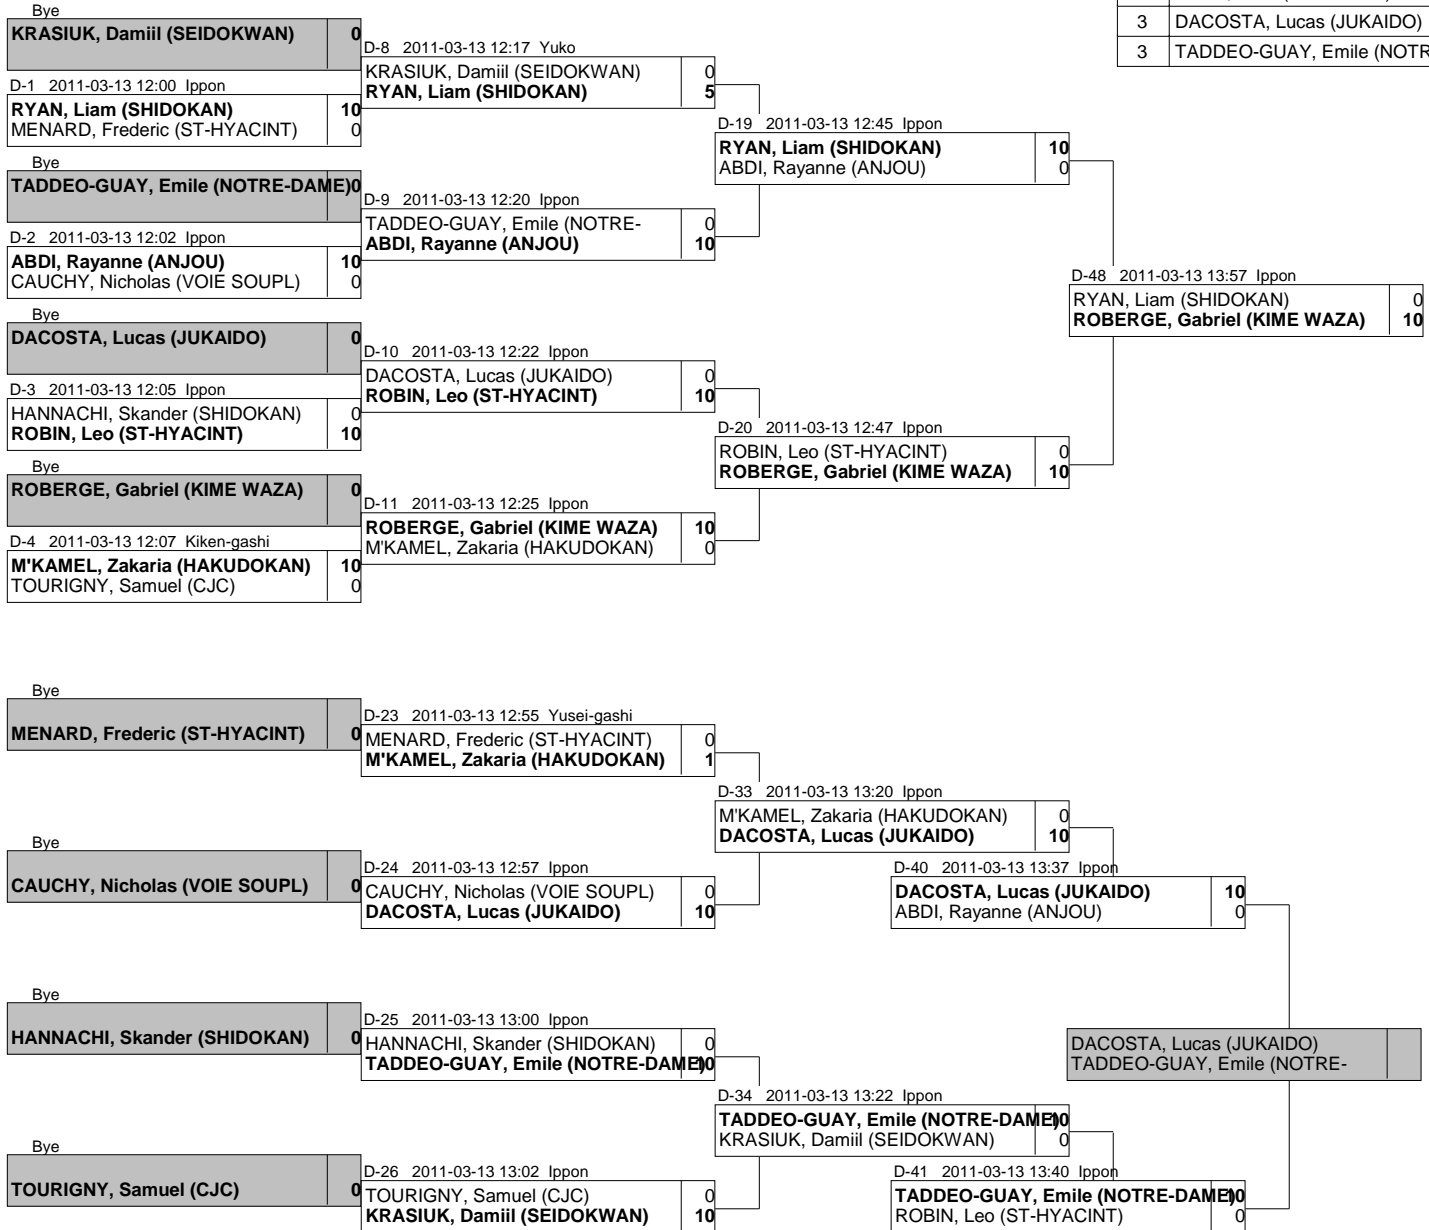 3 DACOSTA, Lucas (JUKAIDO)
3 TADDEO-GUAY, Emile (NOTR
Bye
KRASIUK, Damiil (SEIDOKWAN) 0
D-1 2011-03-13 12:00 Ippon
RYAN, Liam (SHIDOKAN) 10
MENARD, Frederic (ST-HYACINT) 0
Bye
TADDEO-GUAY, Emile (NOTRE-DAME) 0
D-2 2011-03-13 12:02 Ippon
ABDI, Rayanne (ANJOU) 10
CAUCHY, Nicholas (VOIE SOUPL) 0
Bye
DACOSTA, Lucas (JUKAIDO) 0
D-3 2011-03-13 12:05 Ippon
HANNACHI, Skander (SHIDOKAN) 0
ROBIN, Leo (ST-HYACINT) 10
Bye
ROBERGE, Gabriel (KIME WAZA) 0
D-4 2011-03-13 12:07 Kiken-gashi
M'KAMEL, Zakaria (HAKUDOKAN) 10
TOURIGNY, Samuel (CJC) 0
D-8 2011-03-13 12:17 Yuko
KRASIUK, Damiil (SEIDOKWAN) 0
RYAN, Liam (SHIDOKAN) 5
D-9 2011-03-13 12:20 Ippon
TADDEO-GUAY, Emile (NOTRE- 0
ABDI, Rayanne (ANJOU) 10
D-10 2011-03-13 12:22 Ippon
DACOSTA, Lucas (JUKAIDO) 0
ROBIN, Leo (ST-HYACINT) 10
D-11 2011-03-13 12:25 Ippon
ROBERGE, Gabriel (KIME WAZA) 10
M'KAMEL, Zakaria (HAKUDOKAN) 0
D-19 2011-03-13 12:45 Ippon
RYAN, Liam (SHIDOKAN) 10
ABDI, Rayanne (ANJOU) 0
D-20 2011-03-13 12:47 Ippon
ROBIN, Leo (ST-HYACINT) 0
ROBERGE, Gabriel (KIME WAZA) 10
D-48 2011-03-13 13:57 Ippon
RYAN, Liam (SHIDOKAN) 0
ROBERGE, Gabriel (KIME WAZA) 10
Bye
MENARD, Frederic (ST-HYACINT) 0
Bye
CAUCHY, Nicholas (VOIE SOUPL) 0
Bye
HANNACHI, Skander (SHIDOKAN) 0
Bye
TOURIGNY, Samuel (CJC) 0
D-23 2011-03-13 12:55 Yusei-gashi
MENARD, Frederic (ST-HYACINT) 0
M'KAMEL, Zakaria (HAKUDOKAN) 1
D-24 2011-03-13 12:57 Ippon
CAUCHY, Nicholas (VOIE SOUPL) 0
DACOSTA, Lucas (JUKAIDO) 10
D-25 2011-03-13 13:00 Ippon
HANNACHI, Skander (SHIDOKAN) 0
TADDEO-GUAY, Emile (NOTRE-DAME) 10
D-26 2011-03-13 13:02 Ippon
TOURIGNY, Samuel (CJC) 0
KRASIUK, Damiil (SEIDOKWAN) 10
D-33 2011-03-13 13:20 Ippon
M'KAMEL, Zakaria (HAKUDOKAN) 0
DACOSTA, Lucas (JUKAIDO) 10
D-34 2011-03-13 13:22 Ippon
TADDEO-GUAY, Emile (NOTRE-DAME) 10
KRASIUK, Damiil (SEIDOKWAN) 0
D-40 2011-03-13 13:37 Ippon
DACOSTA, Lucas (JUKAIDO) 10
ABDI, Rayanne (ANJOU) 0
D-41 2011-03-13 13:40 Ippon
TADDEO-GUAY, Emile (NOTRE-DAME) 10
ROBIN, Leo (ST-HYACINT) 0
DACOSTA, Lucas (JUKAIDO)
TADDEO-GUAY, Emile (NOTRE-